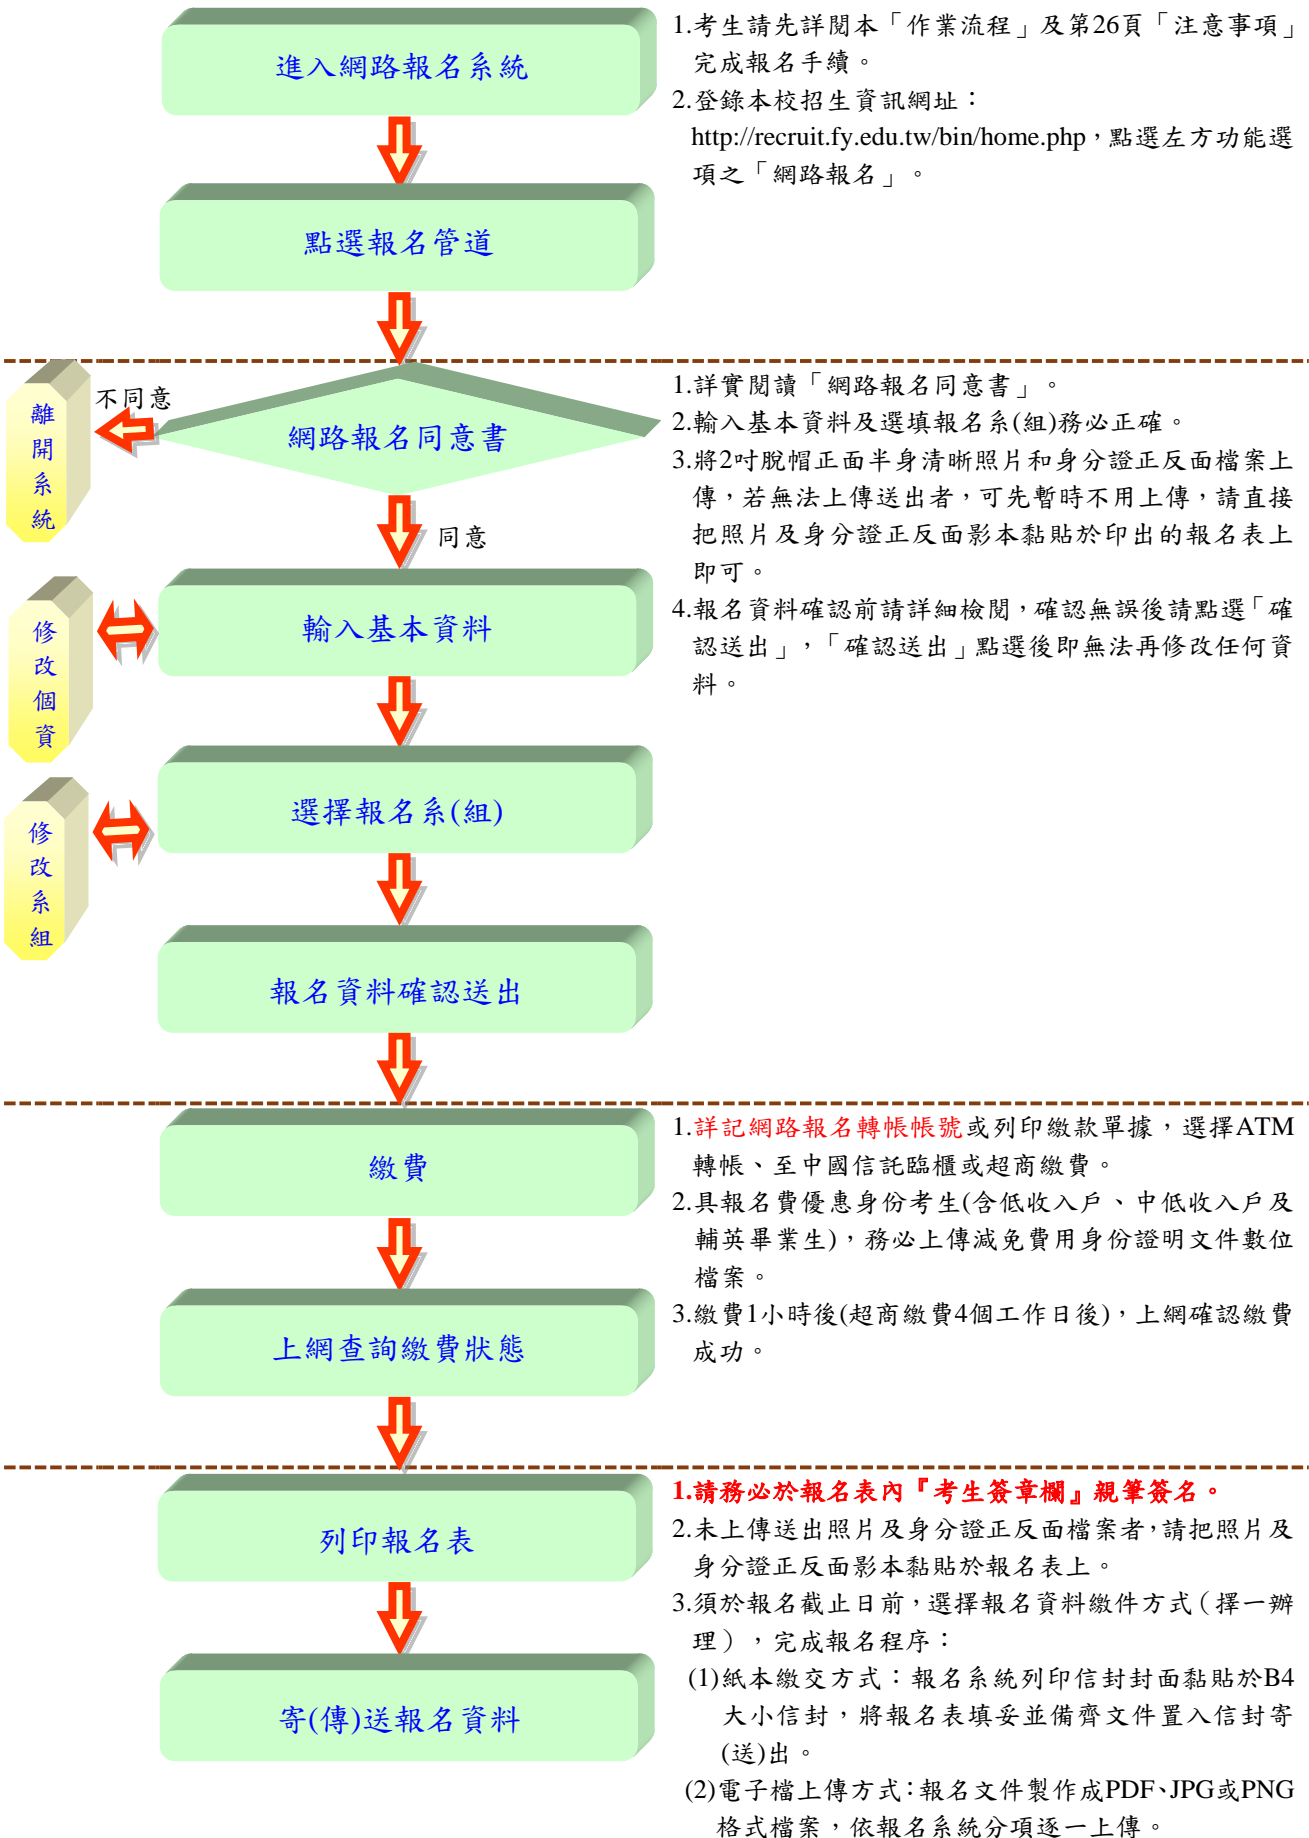 進入網路報名系統
1.考生請先詳閱本「作業流程」及第26頁「注意事項」
完成報名手續。
2.登錄本校招生資訊網址：
http://recruit.fy.edu.tw/bin/home.php，點選左方功能選
項之「網路報名」。
點選報名管道
離開系統
不同意
網路報名同意書
同意
1.詳實閱讀「網路報名同意書」。
2.輸入基本資料及選填報名系(組)務必正確。
3.將2吋脫帽正面半身清晰照片和身分證正反面檔案上
傳，若無法上傳送出者，可先暫時不用上傳，請直接
把照片及身分證正反面影本黏貼於印出的報名表上
即可。
4.報名資料確認前請詳細檢閱，確認無誤後請點選「確
認送出」，「確認送出」點選後即無法再修改任何資
料。
修改個資
輸入基本資料
修改系組
選擇報名系(組)
報名資料確認送出
繳費
1.詳記網路報名轉帳帳號或列印繳款單據，選擇ATM
轉帳、至中國信託臨櫃或超商繳費。
2.具報名費優惠身份考生(含低收入戶、中低收入戶及
輔英畢業生)，務必上傳減免費用身份證明文件數位
檔案。
3.繳費1小時後(超商繳費4個工作日後)，上網確認繳費
成功。
上網查詢繳費狀態
列印報名表
1.請務必於報名表內『考生簽章欄』親筆簽名。
2.未上傳送出照片及身分證正反面檔案者，請把照片及
身分證正反面影本黏貼於報名表上。
3.須於報名截止日前，選擇報名資料繳件方式（擇一辦
理），完成報名程序：
(1)紙本繳交方式：報名系統列印信封封面黏貼於B4
大小信封，將報名表填妥並備齊文件置入信封寄
(送)出。
(2)電子檔上傳方式：報名文件製作成PDF、JPG或PNG
格式檔案，依報名系統分項逐一上傳。
寄(傳)送報名資料